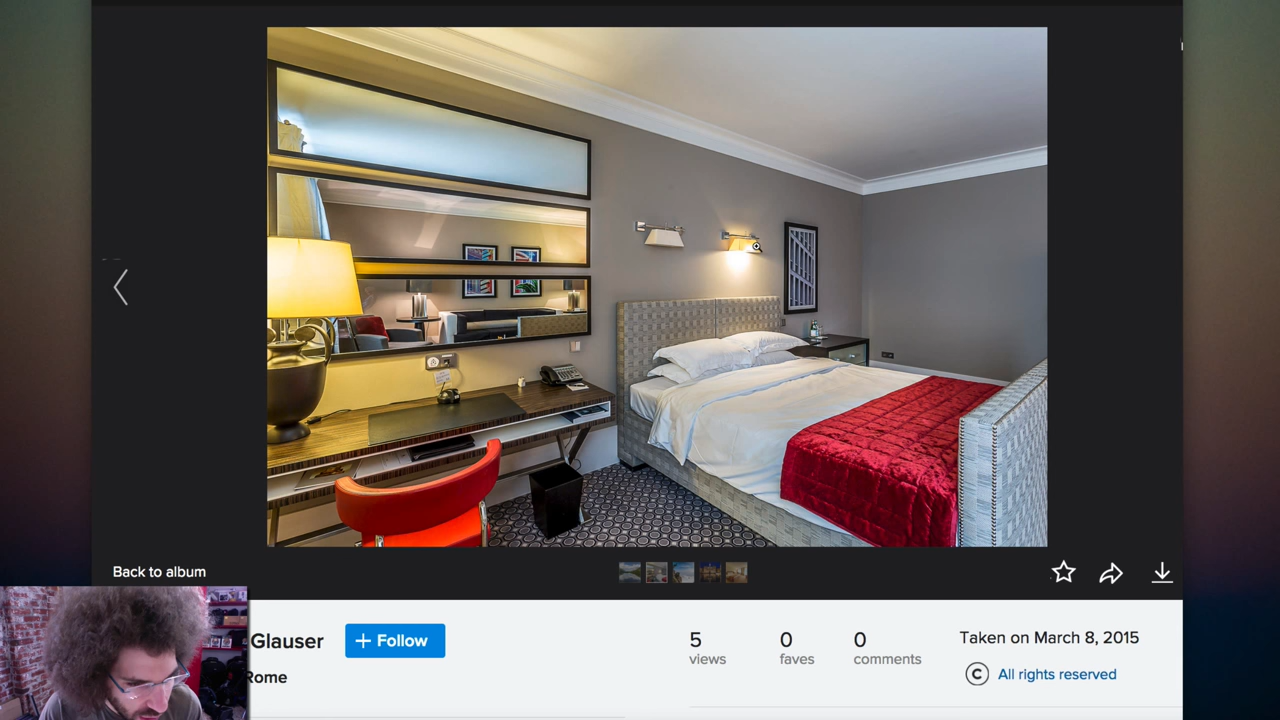 Back to album
Glauser
+ Follow
Rome
5
views
0
faves
0
comments
Taken on March 8, 2015
© All rights reserved